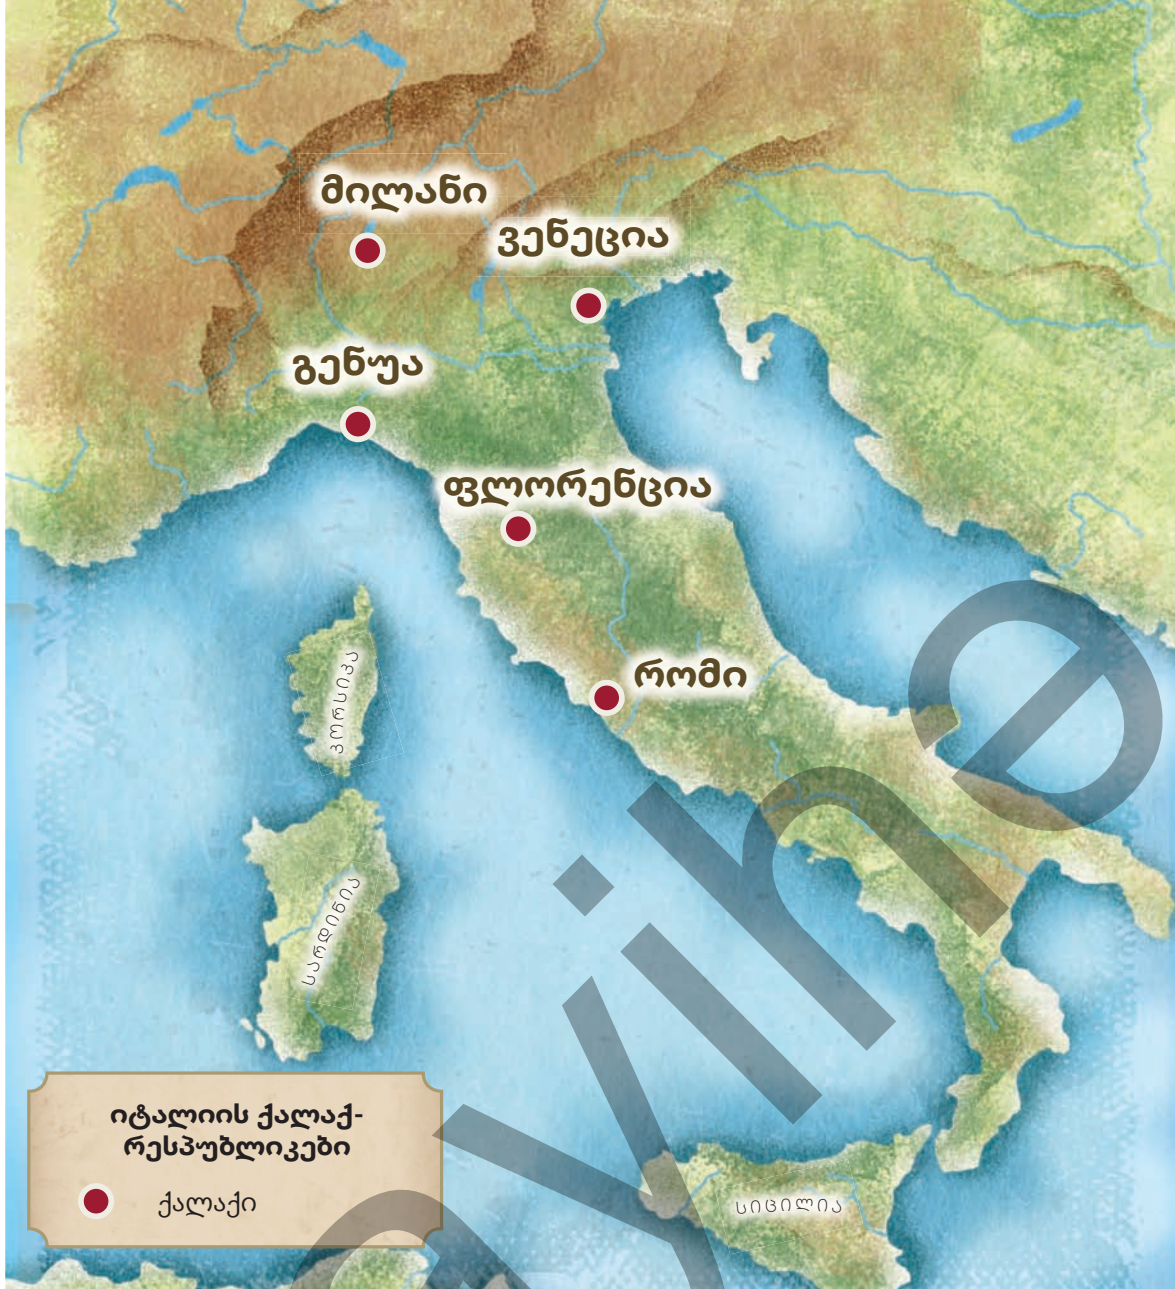 მილანი
ვენეცია
გენუა
ფლორენცია
რომი
კორსიკა
სარდინია
სიცილია
იტალიის ქალაქ-
რესპუბლიკები
ქალაქი